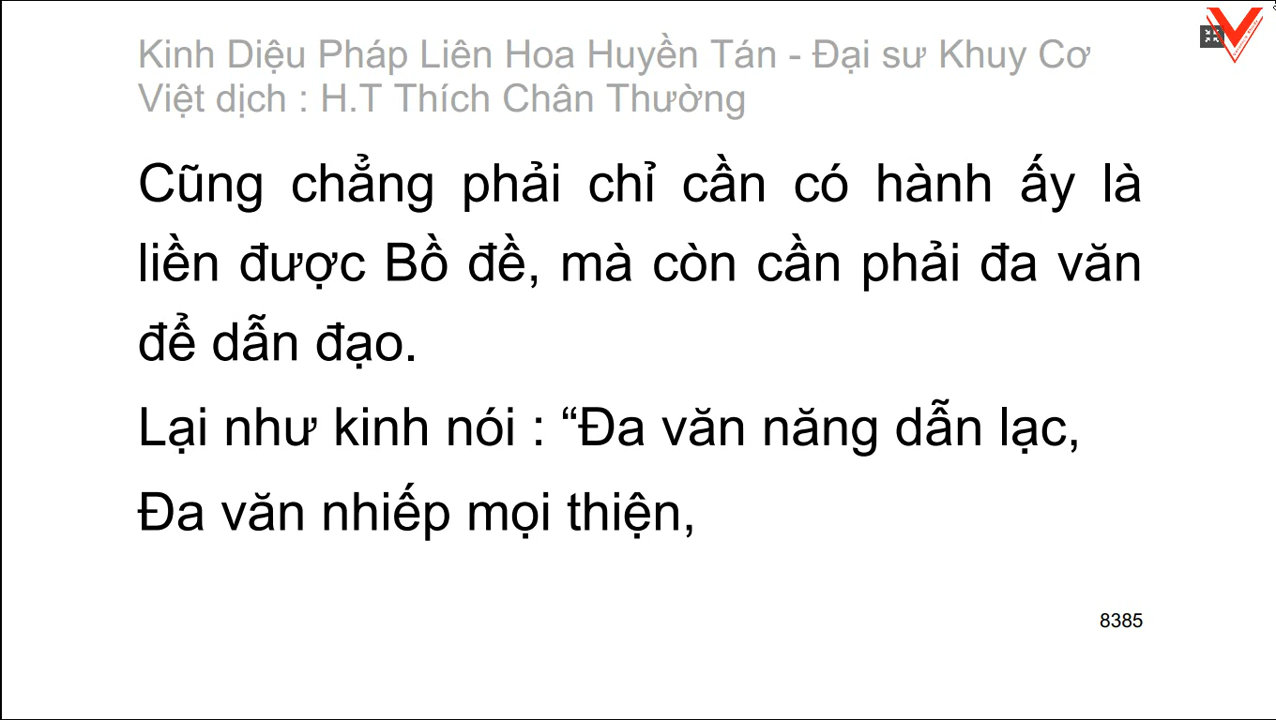 Kinh Diệu Pháp Liên Hoa Huyền Tán - Đại sư Khuy Cơ
Việt dịch : H.T Thích Chân Thường
Cũng chẳng phải chỉ cần có hành ấy là
liền được Bồ đề, mà còn cần phải đa văn
để dẫn đạo.
Lại như kinh nói : “Đa văn năng dẫn lạc,
Đa văn nhiếp mọi thiện,
8385